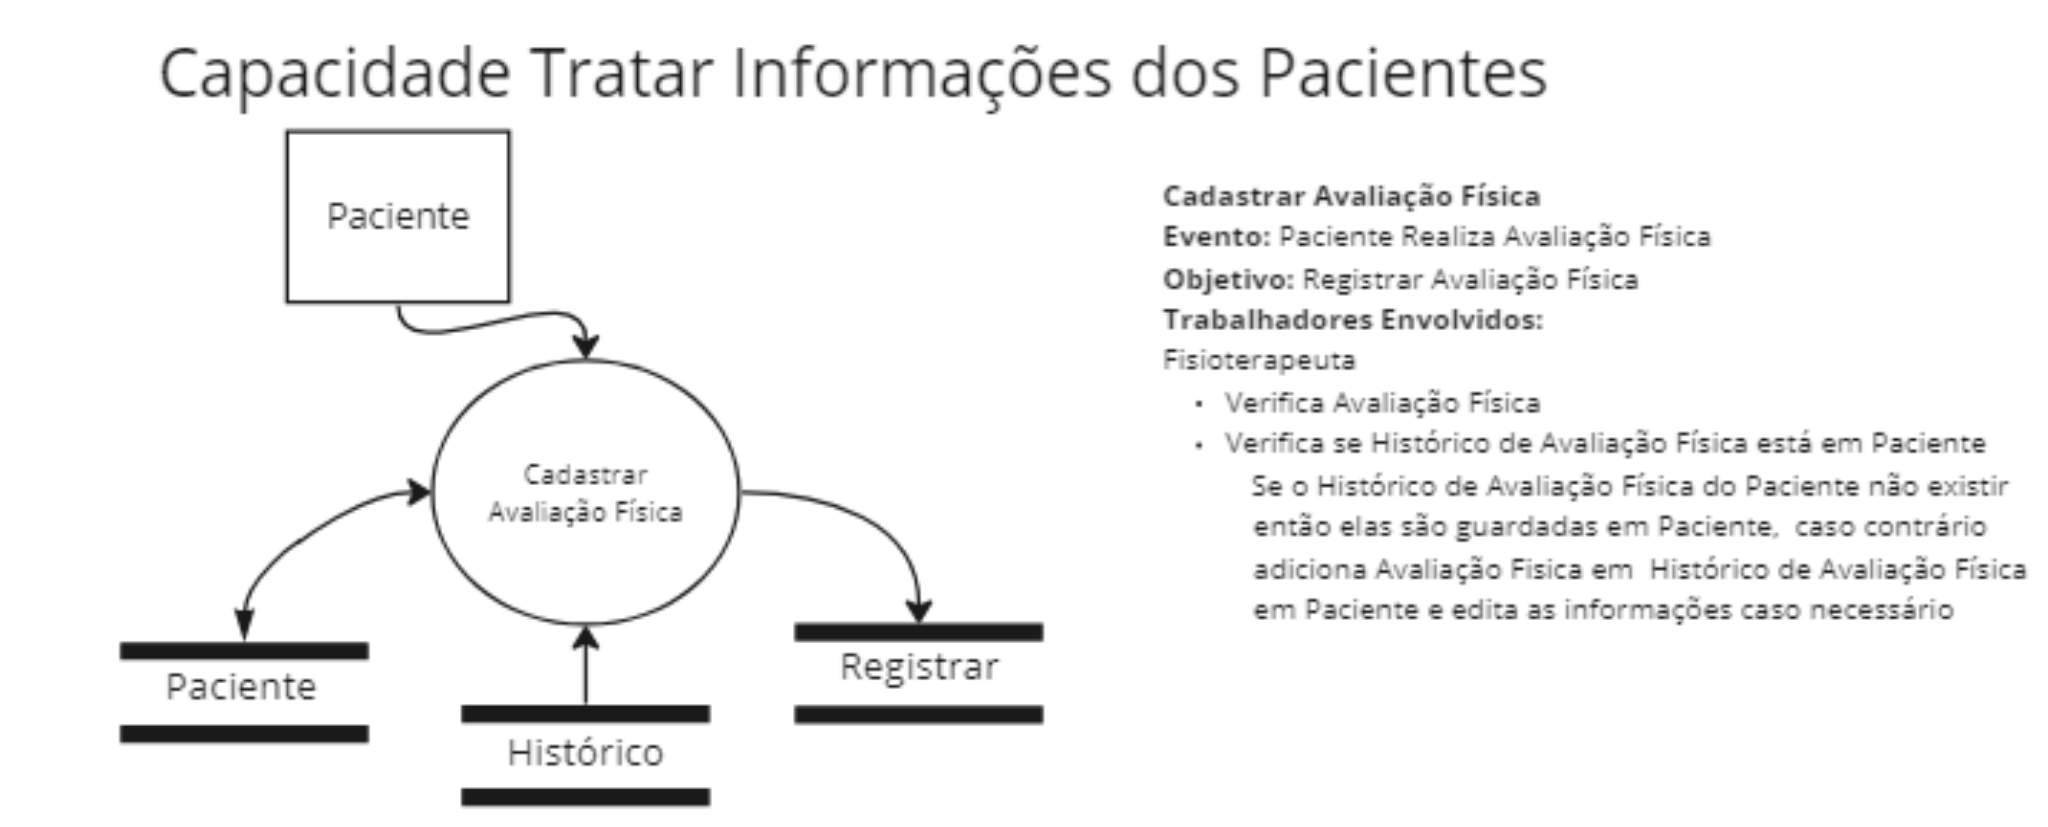 Capacidade Tratar Informações dos Pacientes
Paciente
Cadastrar
Avaliação Física
Paciente
Histórico
Registrar
Cadastrar Avaliação Física
Evento: Paciente Realiza Avaliação Física
Objetivo: Registrar Avaliação Física
Trabalhadores Envolvidos:
Fisioterapeuta
• Verifica Avaliação Física
• Verifica se Histórico de Avaliação Física está em Paciente
Se o Histórico de Avaliação Física do Paciente não existir
então elas são guardadas em Paciente, caso contrário
adiciona Avaliação Fisica em Histórico de Avaliação Física
em Paciente e edita as informações caso necessário